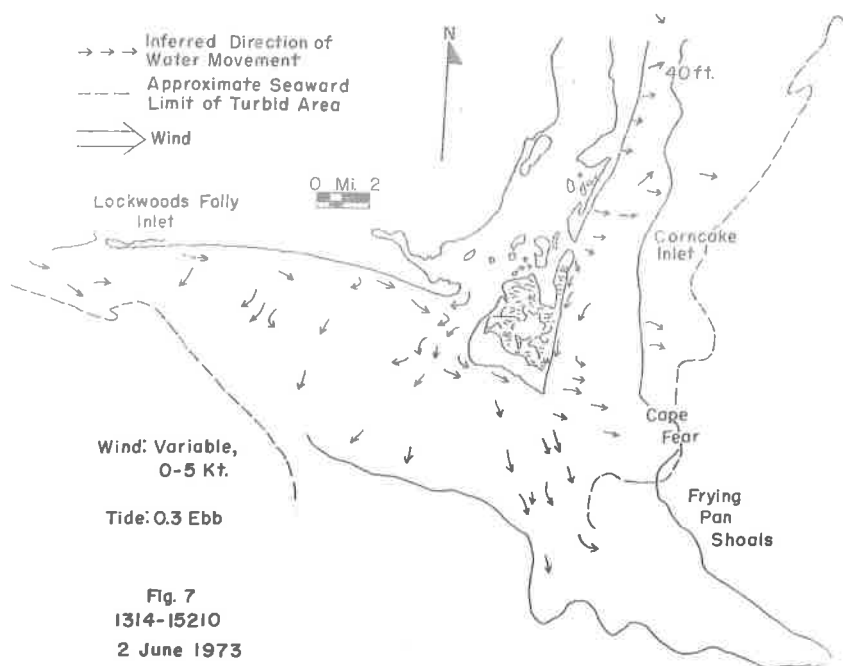 Inferred Direction of
Water Movement
Approximate Seaward
Limit of Turbid Area
Wind
N
40 ft.
0 Mi. 2
Lockwoods Folly
Inlet
Corncake
Inlet
Cape
Fear
Frying
Pan
Shoals
Wind: Variable,
0-5 Kt.
Tide: 0.3 Ebb
Fig. 7
1314-15210
2 June 1973